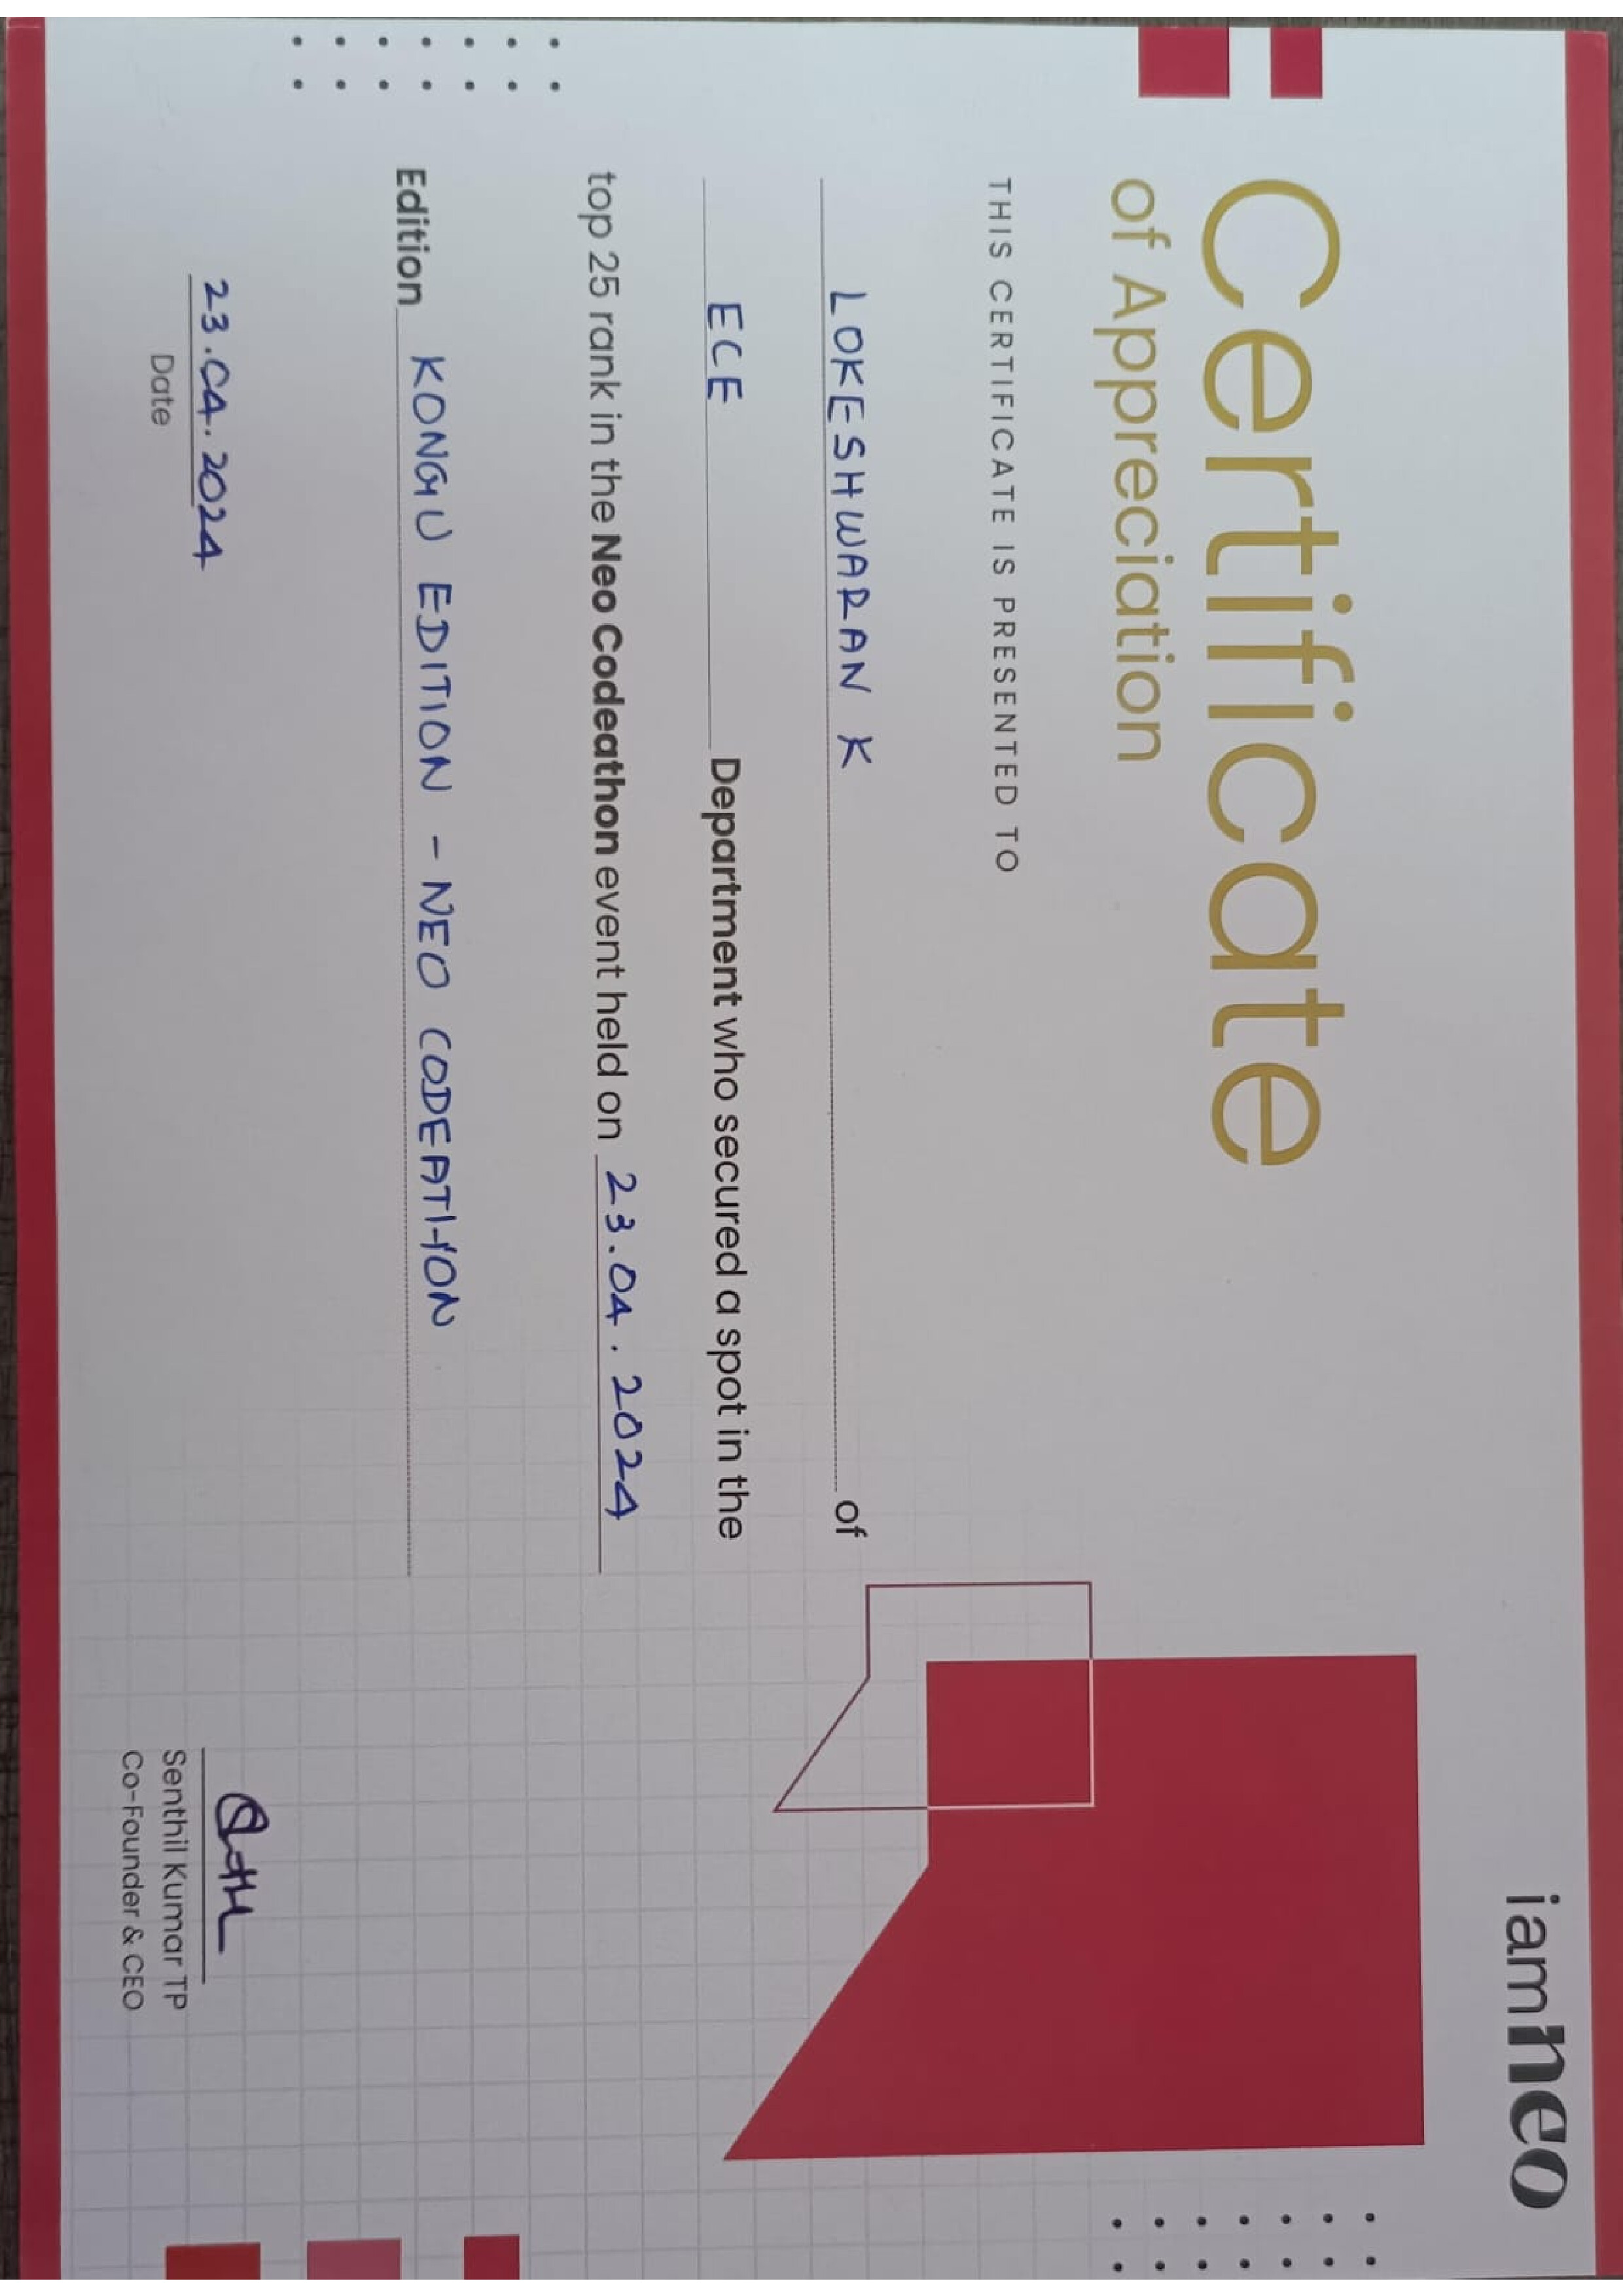 iamneo
Certificate
of Appreciation
THIS CERTIFICATE IS PRESENTED TO
LOKESHWARAN K of
ECE Department who secured a spot in the
top 25 rank in the Neo Codeathon event held on 23.04.2024
Edition KONGU EDITION - NEO CODEATHON
23.04.2024
Date
Senthil Kumar TP
Co-Founder & CEO